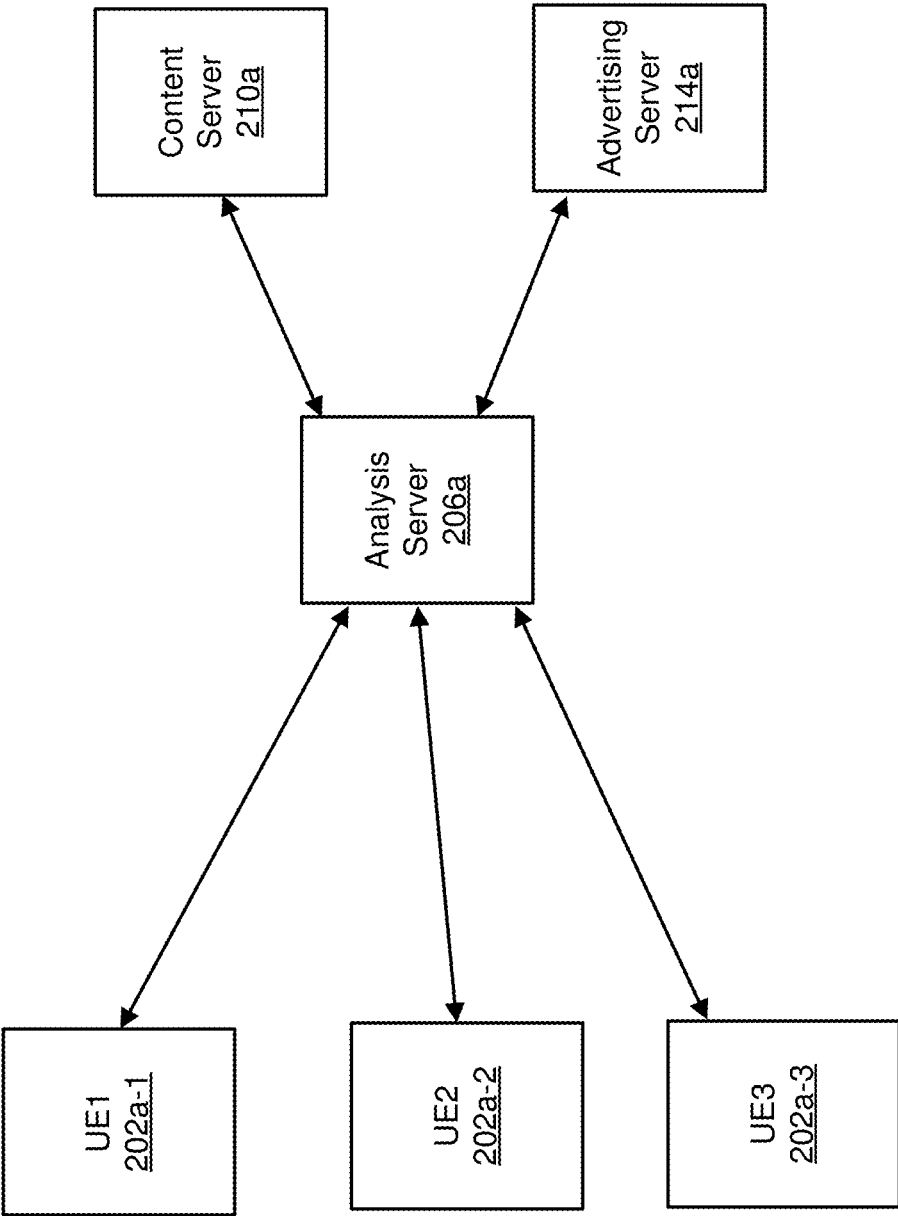 UE1
202a-1
UE2
202a-2
UE3
202a-3
Analysis
Server
206a
Content
Server
210a
Advertising
Server
214a